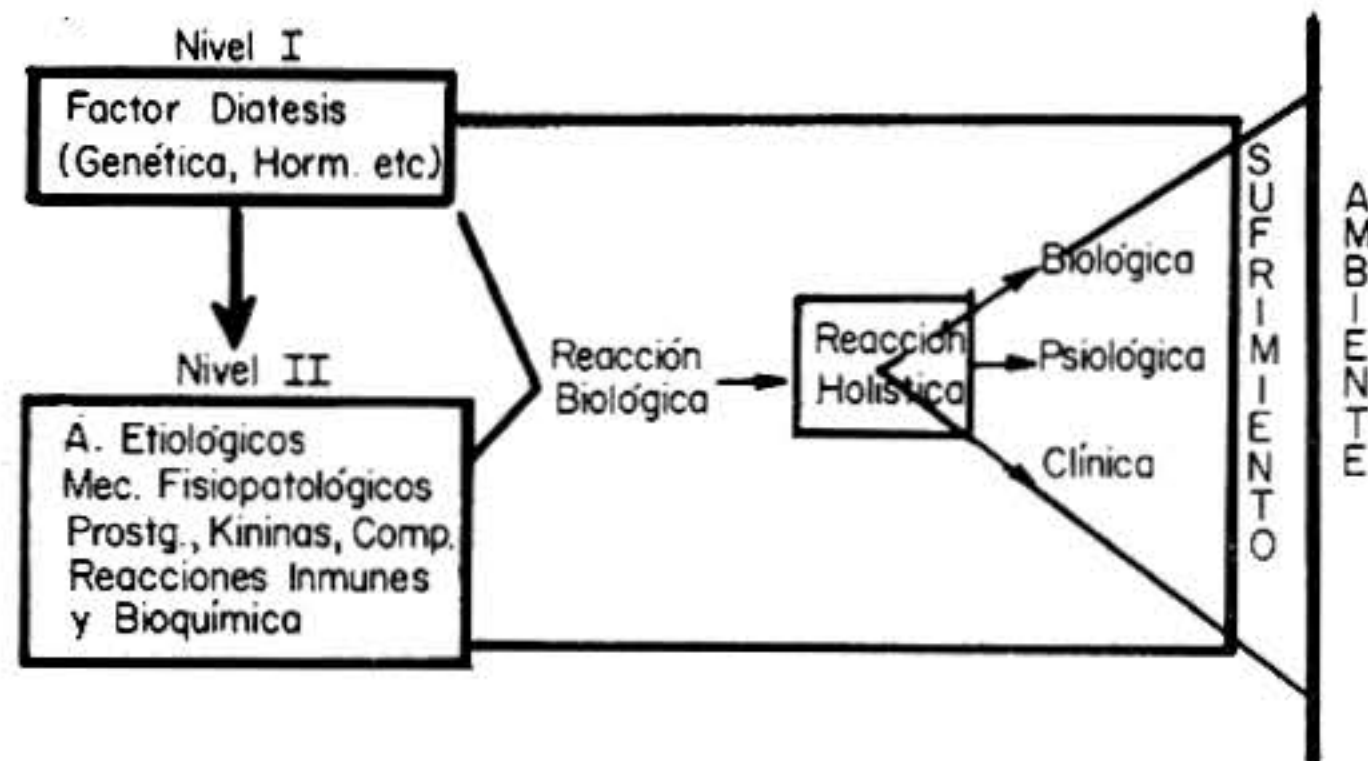 Nivel I
Factor Diatesis
(Genética, Horm. etc)
Nivel II
A. Etiológicos
Mec. Fisiopatológicos
Prostg., Kininas, Comp.
Reacciones Inmunes
y Bioquímica
Reacción
Biológica
Reacción
Holística
Biológica
Psiológica
Clínica
SUFRIMIENTO
AMBIENTE